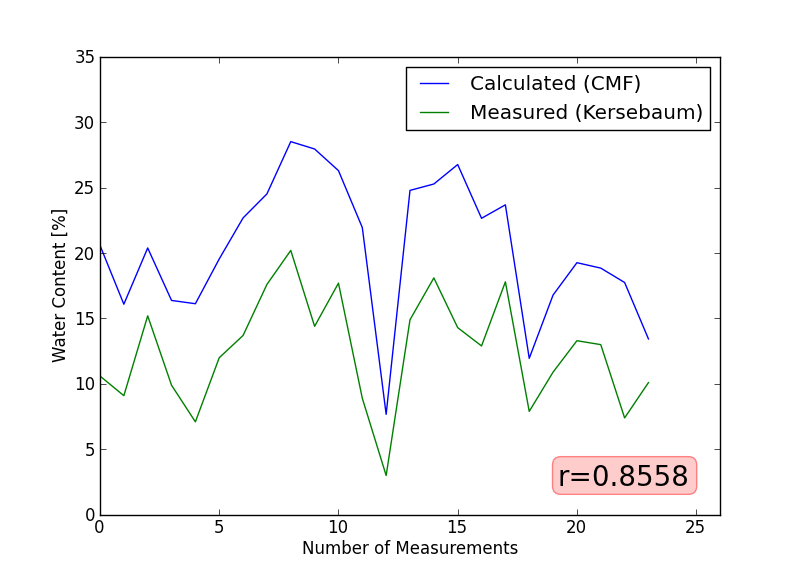 35
30
25
20
15
10
5
0
Water Content [%]
Calculated (CMF)
Measured (Kersebaum)
r=0.8558
0 5 10 15 20 25
Number of Measurements